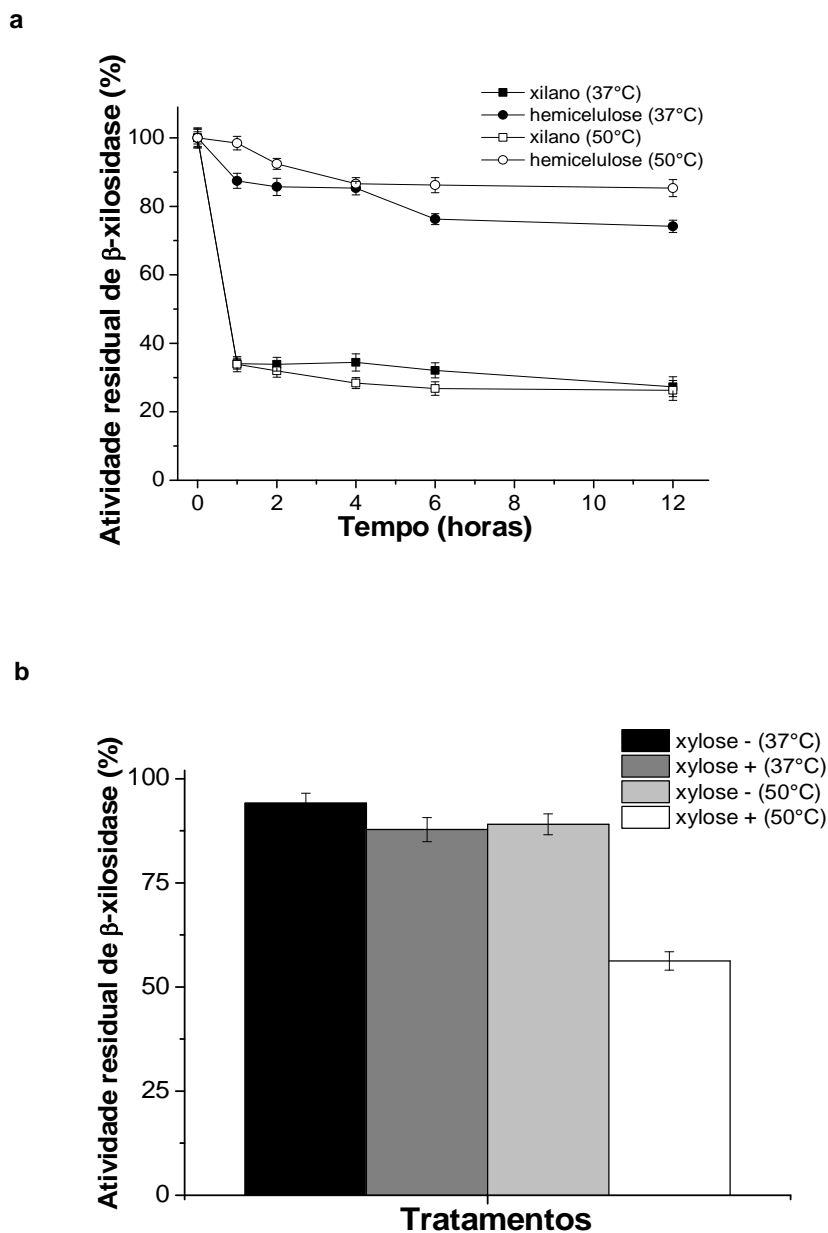 a
xilano (37°C)
hemicelulose (37°C)
xilano (50°C)
hemicelulose (50°C)
Atividade residual de β-xilosidase (%)
100
80
60
40
20
0
0 2 4 6 8 10 12
Tempo (horas)
b
xylose - (37°C)
xylose + (37°C)
xylose - (50°C)
xylose + (50°C)
Atividade residual de β-xilosidase (%)
100
75
50
25
0
Tratamentos